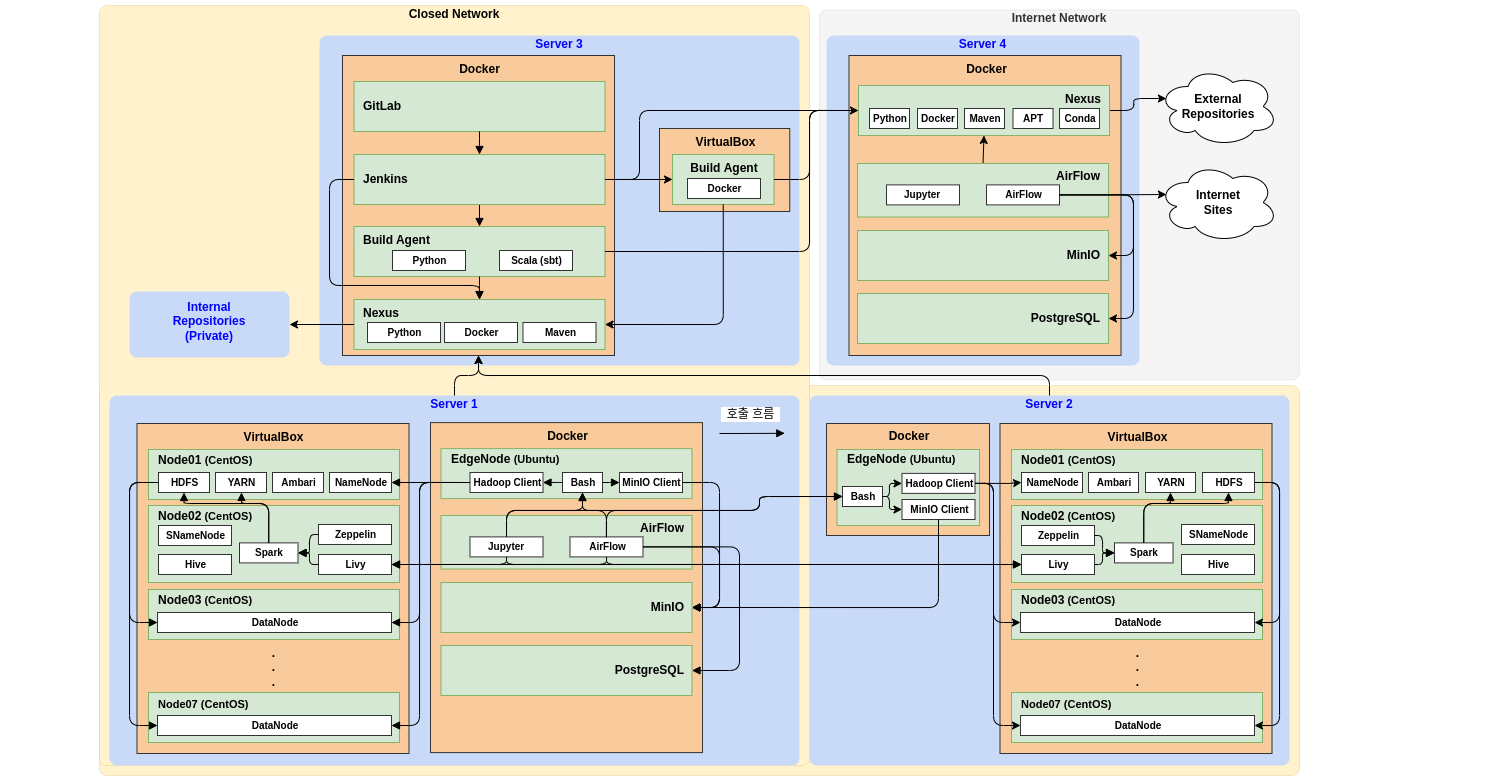 Closed Network
Server 3
Docker
GitLab
Jenkins
Build Agent
Python
Scala (sbt)
Nexus
Python
Docker
Maven
VirtualBox
Build Agent
Docker
Internal
Repositories
(Private)
Internet Network
Server 4
Docker
Nexus
Python
Docker
Maven
APT
Conda
AirFlow
Jupyter
AirFlow
MinIO
PostgreSQL
External
Repositories
Internet
Sites
Server 1
VirtualBox
Node01 (CentOS)
HDFS
YARN
Ambari
NameNode
Node02 (CentOS)
SNameNode
Hive
Spark
Zeppelin
Livy
Node03 (CentOS)
DataNode
.
.
.
Node07 (CentOS)
DataNode
Docker
EdgeNode (Ubuntu)
Hadoop Client
Bash
MinIO Client
AirFlow
Jupyter
AirFlow
MinIO
PostgreSQL
호출 흐름
Server 2
Docker
EdgeNode (Ubuntu)
Bash
Hadoop Client
MinIO Client
VirtualBox
Node01 (CentOS)
NameNode
Ambari
YARN
HDFS
Node02 (CentOS)
Zeppelin
Livy
Spark
SNameNode
Hive
Node03 (CentOS)
DataNode
.
.
.
Node07 (CentOS)
DataNode